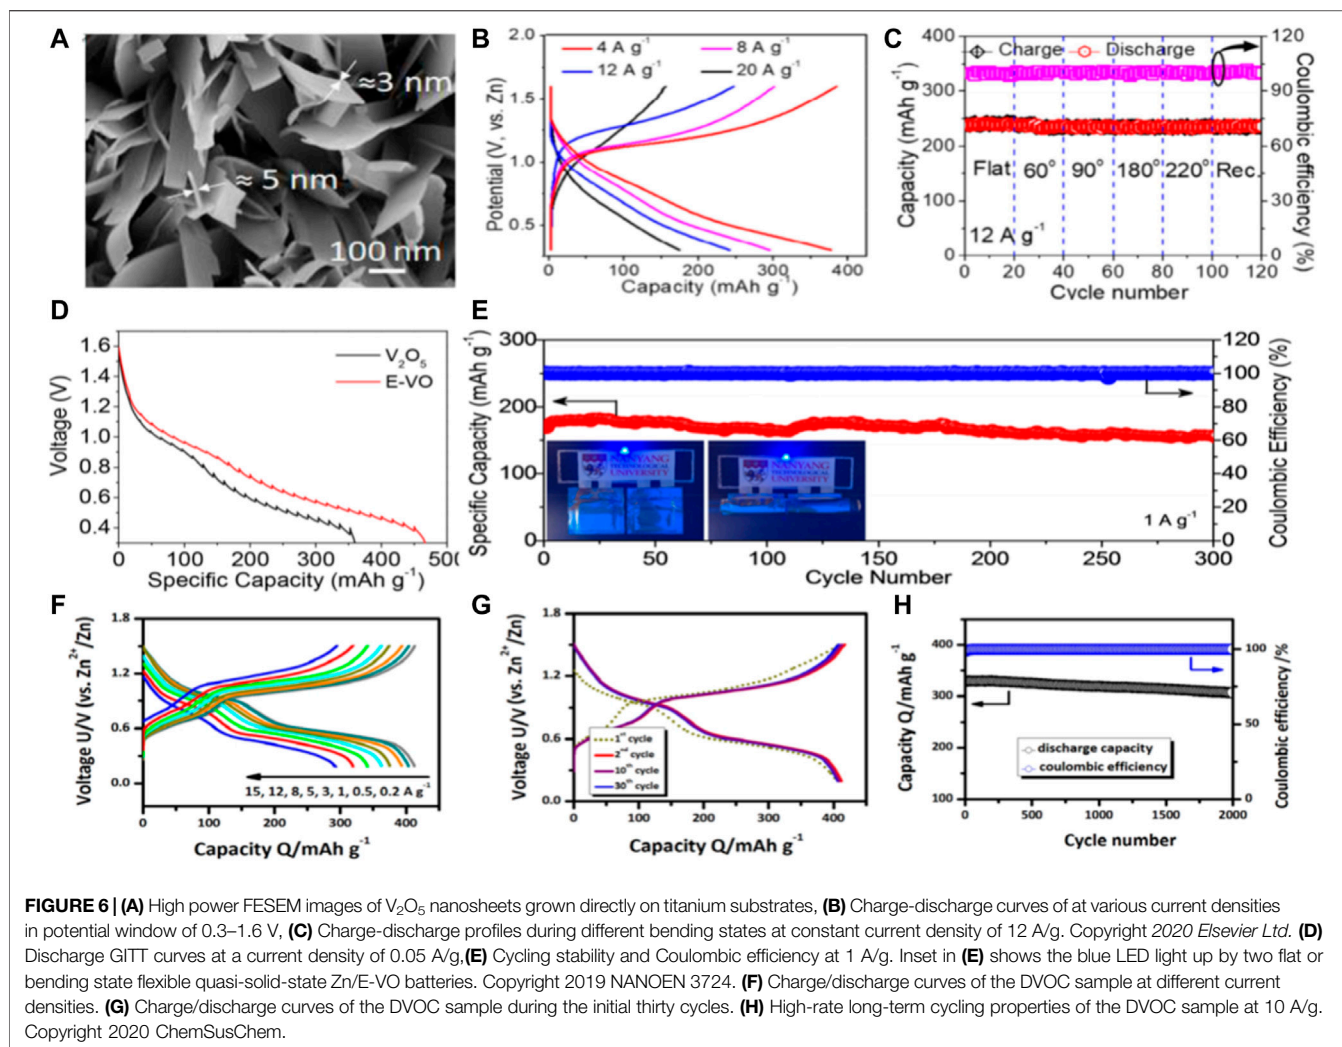 A
≈3 nm
≈ 5 nm
100 nm
B
2.0
1.5
1.0
0.5
Potential (V, vs. Zn)
4 A g⁻¹
8 A g⁻¹
12 A g⁻¹
20 A g⁻¹
0
100
200
300
400
Capacity (mAh g⁻¹)
C
400
300
200
100
0
Capacity (mAh g⁻¹)
Charge
Discharge
Flat
60°
90°
180°
220°
Rec.
12 A g⁻¹
120
90
60
30
0
Coulombic efficiency (%)
0
20
40
60
80
100
120
Cycle number
D
1.6
1.4
1.2
1.0
0.8
0.6
0.4
Voltage (V)
V₂O₅
E-VO
0
100
200
300
400
500
Specific Capacity (mAh g⁻¹)
E
300
200
150
100
50
0
Specific Capacity (mAh g⁻¹)
NANYANG
TECHNOLOGICAL
UNIVERSITY
NANYANG
TECHNOLOGICAL
UNIVERSITY
1 A g⁻¹
120
100
80
60
40
20
0
Coulombic Efficiency (%)
0
50
100
150
200
250
300
Cycle Number
F
1.8
1.2
0.6
0.0
Voltage U/V (vs. Zn²⁺/Zn)
15, 12, 8, 5, 3, 1, 0.5, 0.2 A g⁻¹
0
100
200
300
400
Capacity Q/mAh g⁻¹
G
1.8
1.2
0.6
0.0
Voltage U/V (vs. Zn²⁺/Zn)
1ˢᵗ cycle
2ⁿᵈ cycle
10ᵗʰ cycle
30ᵗʰ cycle
0
100
200
300
400
Capacity Q/mAh g⁻¹
H
400
300
200
100
Capacity Q/mAh g⁻¹
discharge capacity
coulombic efficiency
100
50
0
Coulombic efficiency /%
0
500
1000
1500
2000
Cycle number
FIGURE 6 | (A) High power FESEM images of V₂O₅ nanosheets grown directly on titanium substrates, (B) Charge-discharge curves of at various current densities
in potential window of 0.3–1.6 V, (C) Charge-discharge profiles during different bending states at constant current density of 12 A/g. Copyright 2020 Elsevier Ltd. (D)
Discharge GITT curves at a current density of 0.05 A/g,(E) Cycling stability and Coulombic efficiency at 1 A/g. Inset in (E) shows the blue LED light up by two flat or
bending state flexible quasi-solid-state Zn/E-VO batteries. Copyright 2019 NANOEN 3724. (F) Charge/discharge curves of the DVOC sample at different current
densities. (G) Charge/discharge curves of the DVOC sample during the initial thirty cycles. (H) High-rate long-term cycling properties of the DVOC sample at 10 A/g.
Copyright 2020 ChemSusChem.